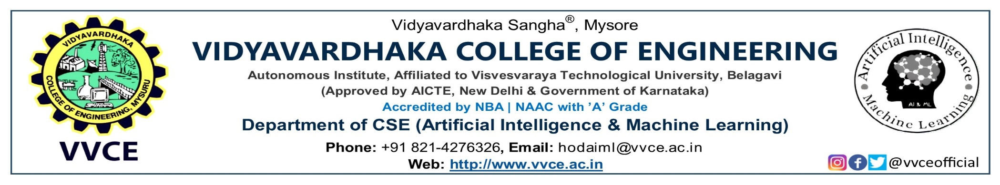 Vidyavardhaka Sangha®, Mysore
VIDYAVARDHAKA COLLEGE OF ENGINEERING
Autonomous Institute, Affiliated to Visvesvaraya Technological University, Belagavi
(Approved by AICTE, New Delhi & Government of Karnataka)
Accredited by NBA | NAAC with ’A’ Grade
Department of CSE (Artificial Intelligence & Machine Learning)
Phone: +91 821-4276326, Email: hodaiml@vvce.ac.in
Web: http://www.vvce.ac.in
VIDYAVARDHAKA
COLLEGE OF ENGINEERING, MYSURU
VVCE
Artificial Intelligence
AI & ML
Machine Learning
@vvceofficial